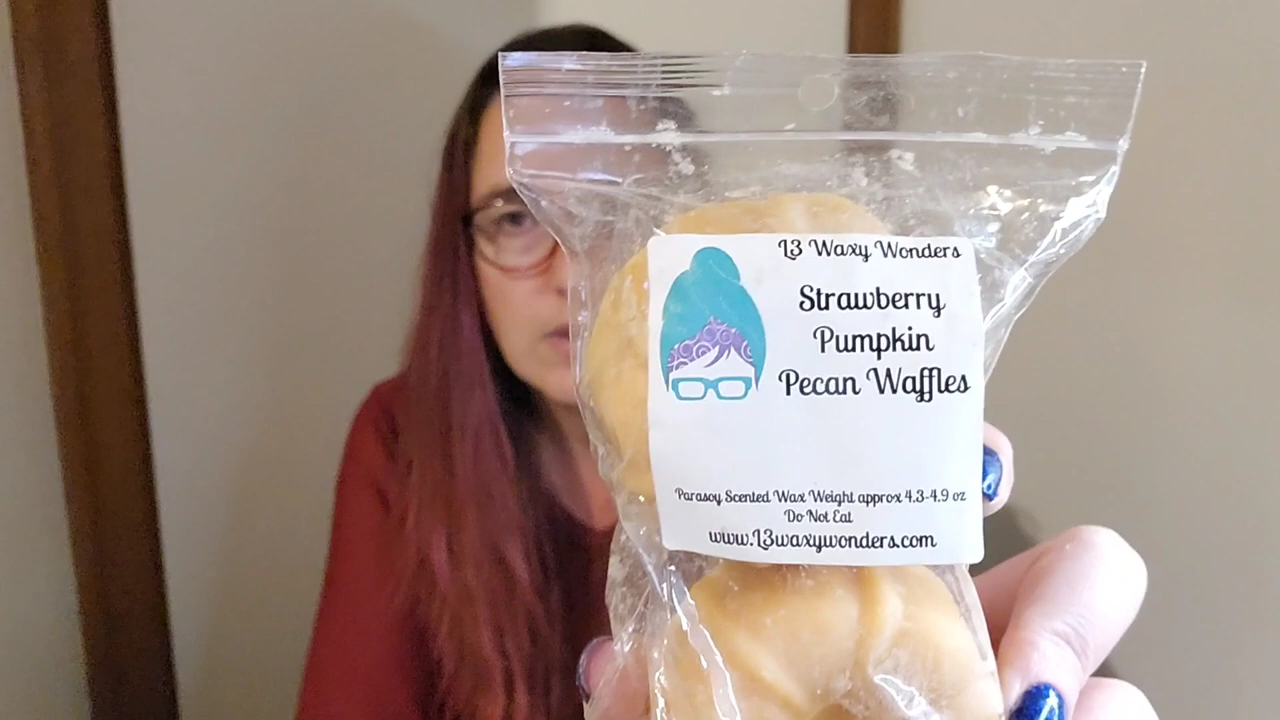 L3 Waxy Wonders
Strawberry
Pumpkin
Pecan Waffles
Parasoy Scented Wax Weight approx 4.3-4.9 oz
Do Not Eat
www.L3waxywonders.com